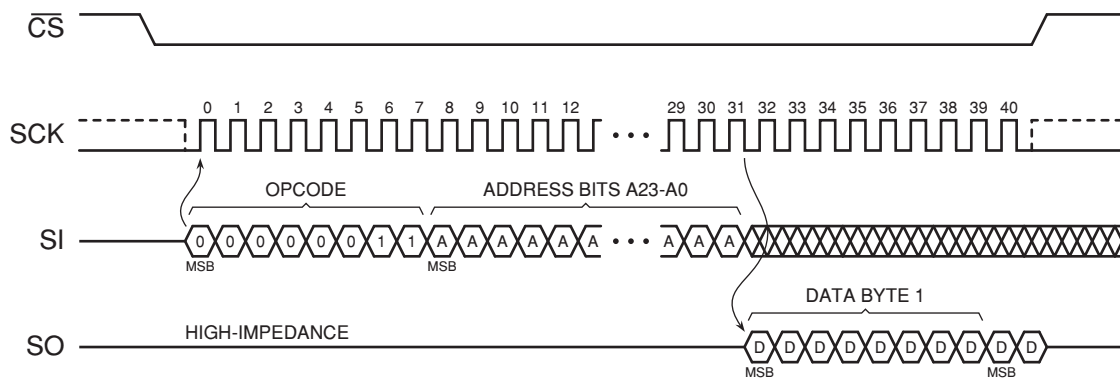 CS
0 1 2 3 4 5 6 7 8 9 10 11 12 29 30 31 32 33 34 35 36 37 38 39 40
SCK
OPCODE ADDRESS BITS A23-A0
SI 0 0 0 0 0 0 1 1 A A A A A A A A A
MSB MSB
DATA BYTE 1
HIGH-IMPEDANCE
SO D D D D D D D D D D
MSB MSB